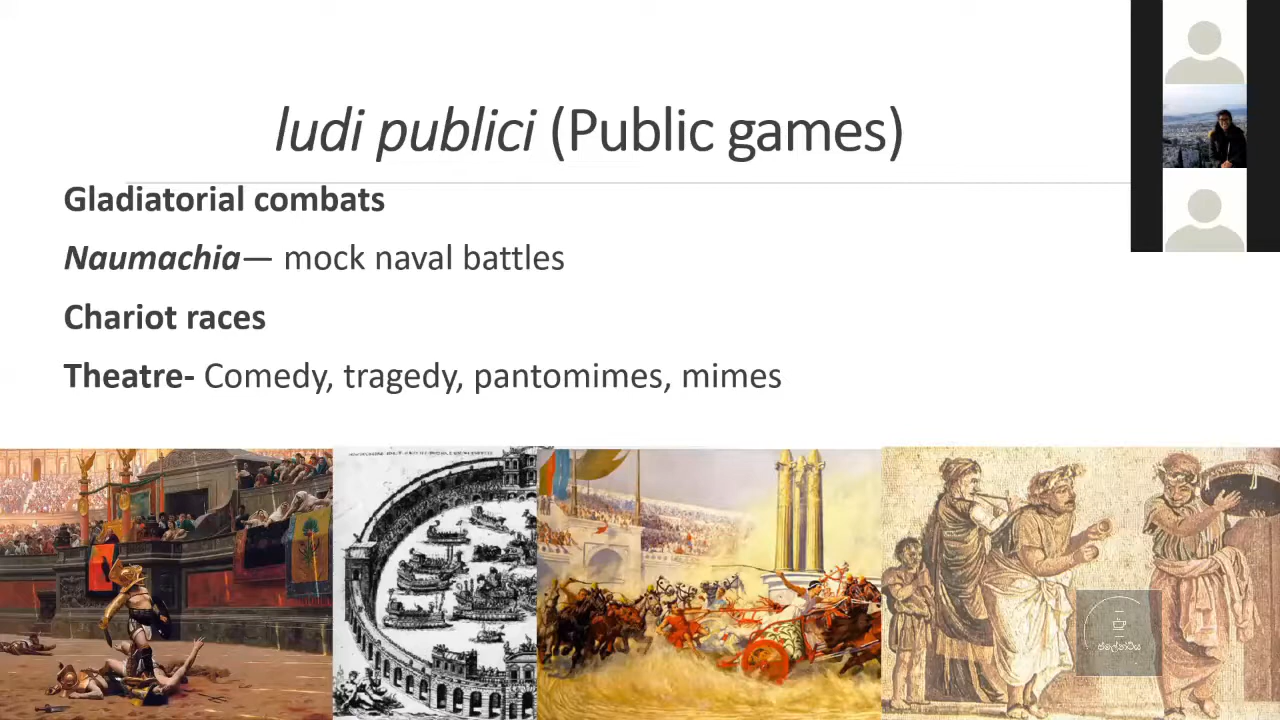 ludi publici (Public games)
Gladiatorial combats
Naumachia— mock naval battles
Chariot races
Theatre- Comedy, tragedy, pantomimes, mimes